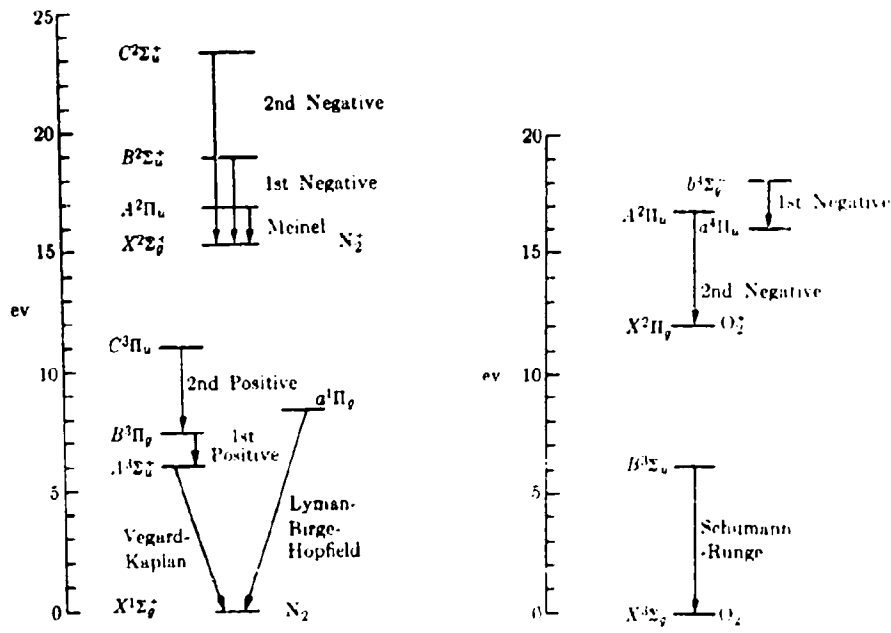 25
C²Σᵤ⁺
2nd Negative
20
B²Σᵤ⁺
1st Negative
A²Πᵤ
Meinel
X²Σg⁺
N₂⁺
15
ev
C³Πᵤ
2nd Positive
10
a¹Πg
B³Πg
1st
Positive
A³Σᵤ⁺
5
Lyman-
Birge-
Hopfield
Vegard-
Kaplan
X¹Σg⁺
N₂
0
20
b⁴Σg⁻
1st Negative
A²Πᵤ
a⁴Πᵤ
15
2nd Negative
X²Πg
O₂⁺
10
ev
B³Σᵤ
5
Schumann
-Runge
X³Σg
O₂
0